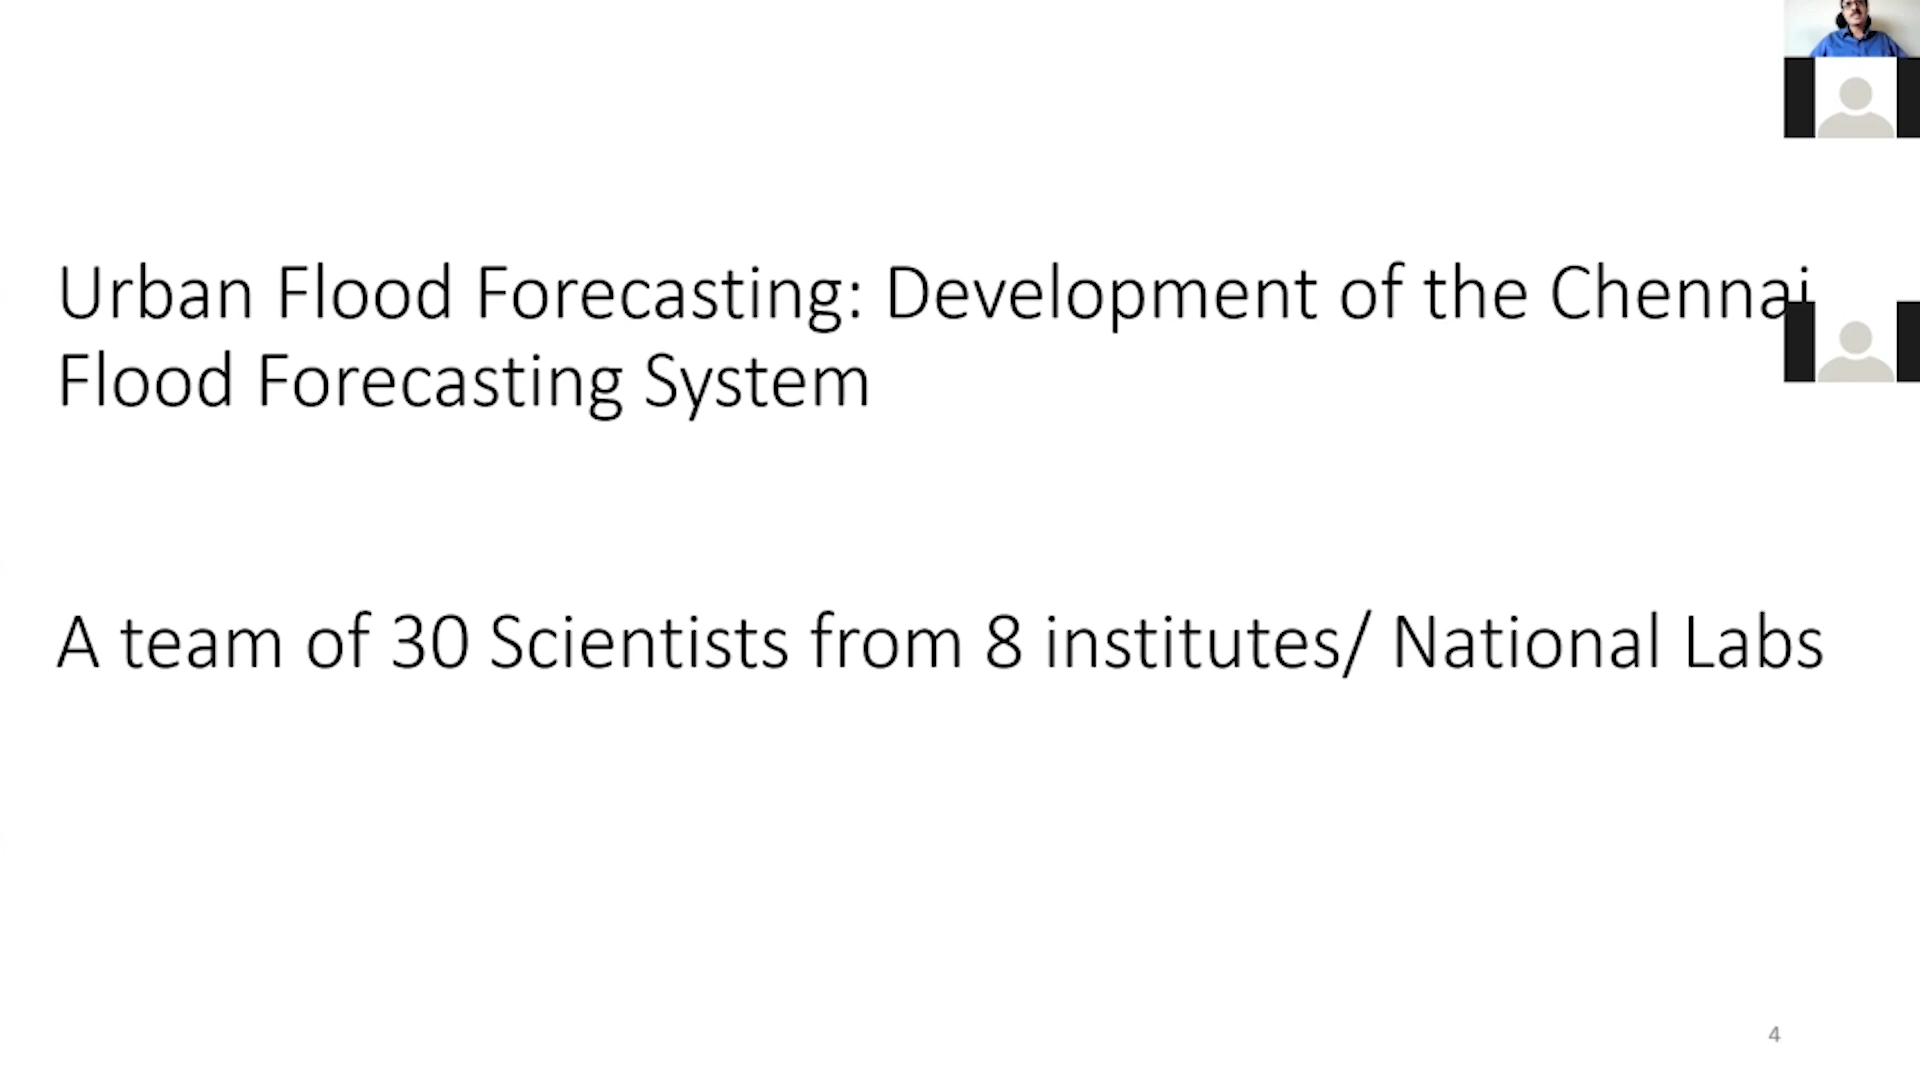 Urban Flood Forecasting: Development of the Chennai
Flood Forecasting System
A team of 30 Scientists from 8 institutes/ National Labs
4